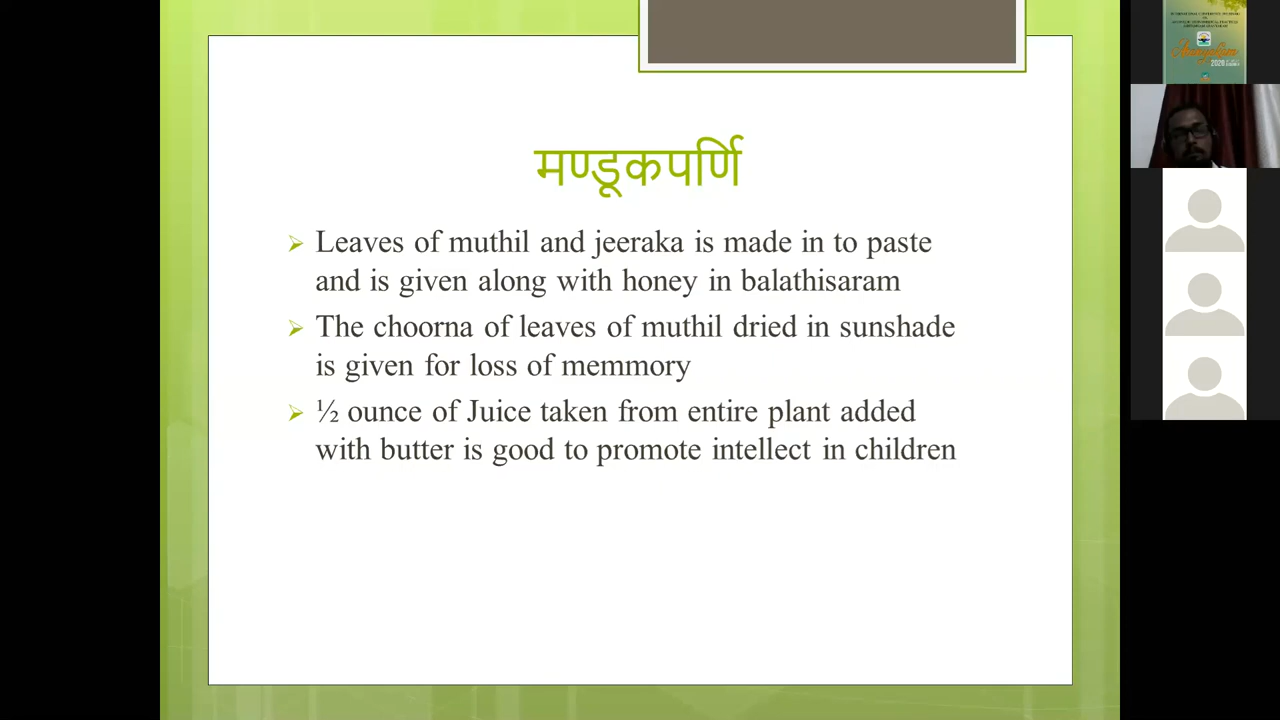 मण्डूकपर्णि
Leaves of muthil and jeeraka is made in to paste
and is given along with honey in balathisaram
The choorna of leaves of muthil dried in sunshade
is given for loss of memmory
½ ounce of Juice taken from entire plant added
with butter is good to promote intellect in children
2020